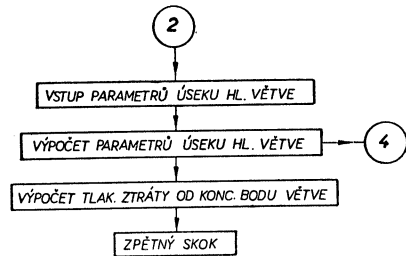 2
VSTUP PARAMETRŮ ÚSEKU HL. VĚTVE
VÝPOČET PARAMETRŮ ÚSEKU HL. VĚTVE
4
VÝPOČET TLAK. ZTRÁTY OD KONC. BODU VĚTVE
ZPĚTNÝ SKOK